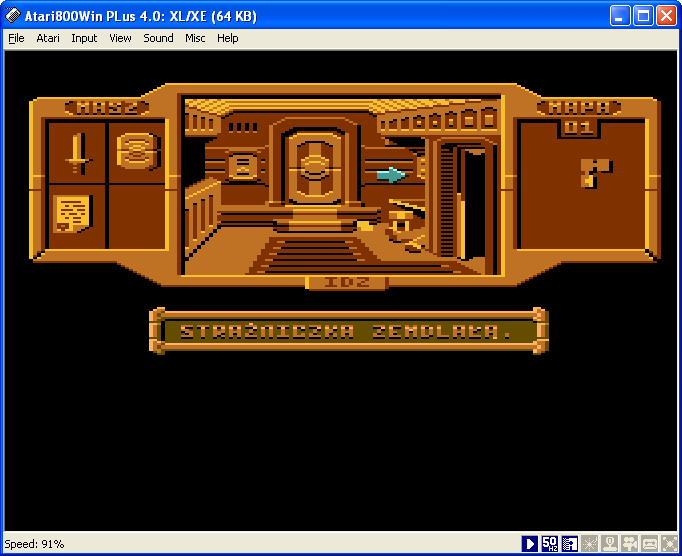 Atari800Win PLus 4.0: XL/XE (64 KB)
File Atari Input View Sound Misc Help
MASZ
MAPA
01
IDZ
STRAŻNICZKA ZEMDLAŁA.
Speed: 91%
50
HZ